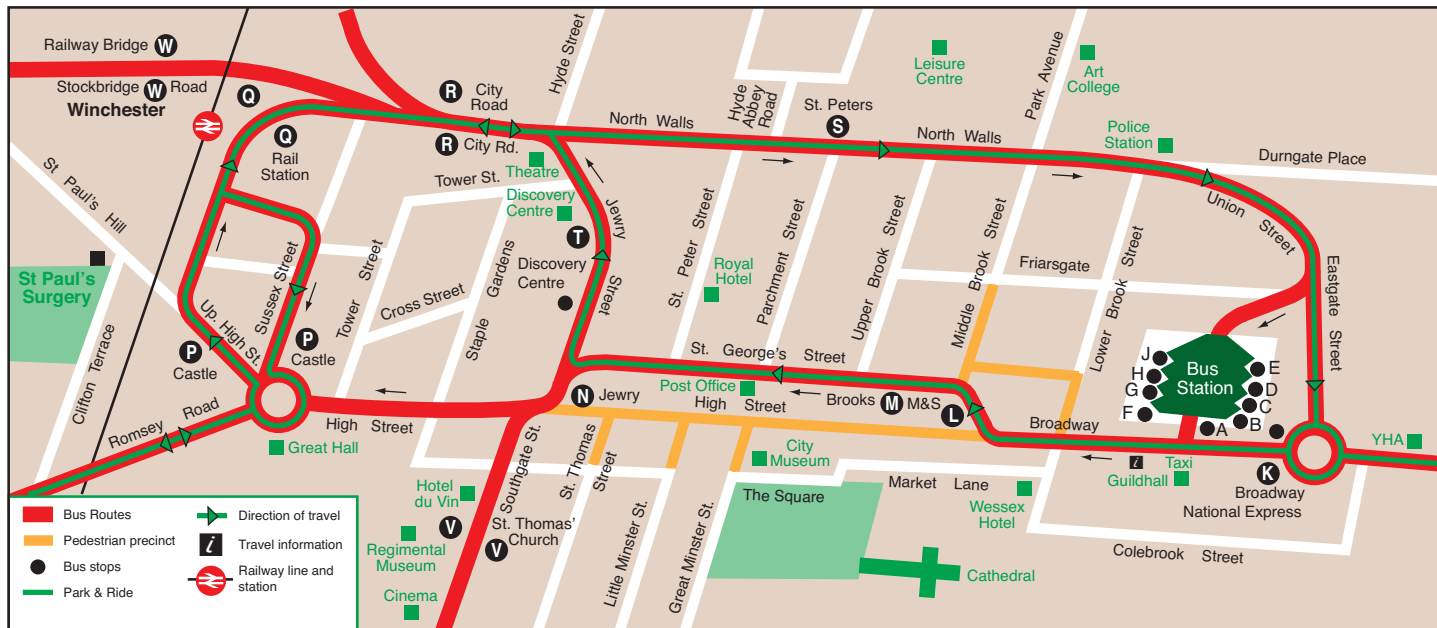 Railway Bridge W
Stockbridge W Road
Winchester
Q
Q
Rail
Station
R
City
Road
R
City Rd.
Hyde Street
North Walls
Hyde
Abbey
Road
St. Peters
S
Leisure
Centre
Park Avenue
Art
College
North Walls
Police
Station
Durngate Place
Union
Street
Eastgate
Street
St Paul's
Hill
Tower St.
Theatre
Discovery
Centre
T
Discovery
Centre
Jewry
Street
St. Peter Street
Royal
Hotel
Parchment Street
Upper Brook Street
Middle Brook Street
Lower Brook Street
Friarsgate
St Paul's
Surgery
Clifton Terrace
Up. High St.
Sussex Street
Tower
Street
Cross Street
Staple
Gardens
P
Castle
P
Castle
Romsey
Road
Great Hall
High
Street
N Jewry
St. George's
Street
Post Office
High
Street
Brooks M M&S
L
Broadway
Bus
Station
J
H
G
F
E
D
C
B
A
i
Taxi
Guildhall
K
Broadway
National Express
YHA
Hotel
du Vin
Southgate St.
St. Thomas
Street
V
V
St. Thomas'
Church
Regimental
Museum
Cinema
Little Minster St.
Great Minster St.
City
Museum
The Square
Market Lane
Wessex
Hotel
Colebrook Street
Cathedral
Bus Routes
Pedestrian precinct
Bus stops
Park & Ride
Direction of travel
i
Travel information
Railway line and
station